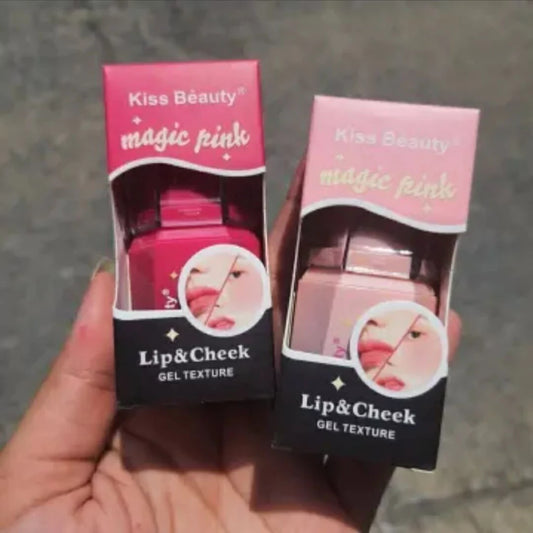 Kiss Beauty®
magic pink
Lip&Cheek
GEL TEXTURE
Kiss Beauty®
magic pink
Lip&Cheek
GEL TEXTURE